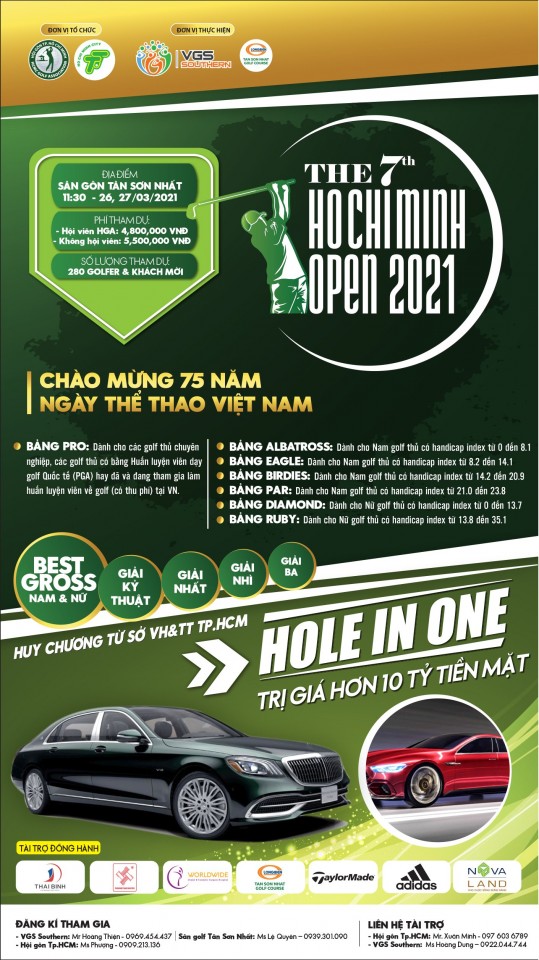 ĐƠN VỊ TỔ CHỨC
ĐƠN VỊ THỰC HIỆN
VGS
SOUTHERN
LONGBIEN
TAN SON NHAT
GOLF COURSE
ĐỊA ĐIỂM
SÂN GÔN TÂN SƠN NHẤT
11:30 - 26, 27/03/2021
PHÍ THAM DỰ:
- Hội viên HGA: 4,800,000 VNĐ
- Không hội viên: 5,500,000 VNĐ
SỐ LƯỢNG THAM DỰ:
280 GOLFER & KHÁCH MỜI
THE 7th
HO CHI MINH
OPEN 2021
CHÀO MỪNG 75 NĂM
NGÀY THỂ THAO VIỆT NAM
BẢNG PRO: Dành cho các golf thủ chuyên
nghiệp, các golf thủ có bằng Huấn luyện viên dạy
golf Quốc tế (PGA) hay đã và đang tham gia làm
huấn luyện viên về golf (có thu phí) tại VN.
BẢNG ALBATROSS: Dành cho Nam golf thủ có handicap index từ 0 đến 8.1
BẢNG EAGLE: Dành cho Nam golf thủ có handicap index từ 8.2 đến 14.1
BẢNG BIRDIES: Dành cho Nam golf thủ có handicap index từ 14.2 đến 20.9
BẢNG PAR: Dành cho Nam golf thủ có handicap index từ 21.0 đến 23.8
BẢNG DIAMOND: Dành cho Nữ golf thủ có handicap index từ 0 đến 13.7
BẢNG RUBY: Dành cho Nữ golf thủ có handicap index từ 13.8 đến 35.1
BEST
GROSS
NAM & NỮ
GIẢI
KỸ
THUẬT
GIẢI
NHẤT
GIẢI
NHÌ
GIẢI
BA
HUY CHƯƠNG TỪ SỞ VH&TT TP.HCM
HOLE IN ONE
TRỊ GIÁ HƠN 10 TỶ TIỀN MẶT
TÀI TRỢ ĐỒNG HÀNH
THAI BINH
WORLDWIDE
LONGBIEN
TAN SON NHAT
GOLF COURSE
TaylorMade
adidas
NOVA
LAND
ĐĂNG KÍ THAM GIA
- VGS Southern: Mr Hoàng Thiện - 0969.454.437
- Hội gôn Tp.HCM: Ms Phượng - 0909.213.136
Sân golf Tân Sơn Nhất: Ms Lệ Quyên – 0939.301.090
LIÊN HỆ TÀI TRỢ
- Hội gôn Tp.HCM: Mr. Xuân Minh - 097 603 6789
- VGS Southern: Ms Hoàng Dung – 0922.044.744